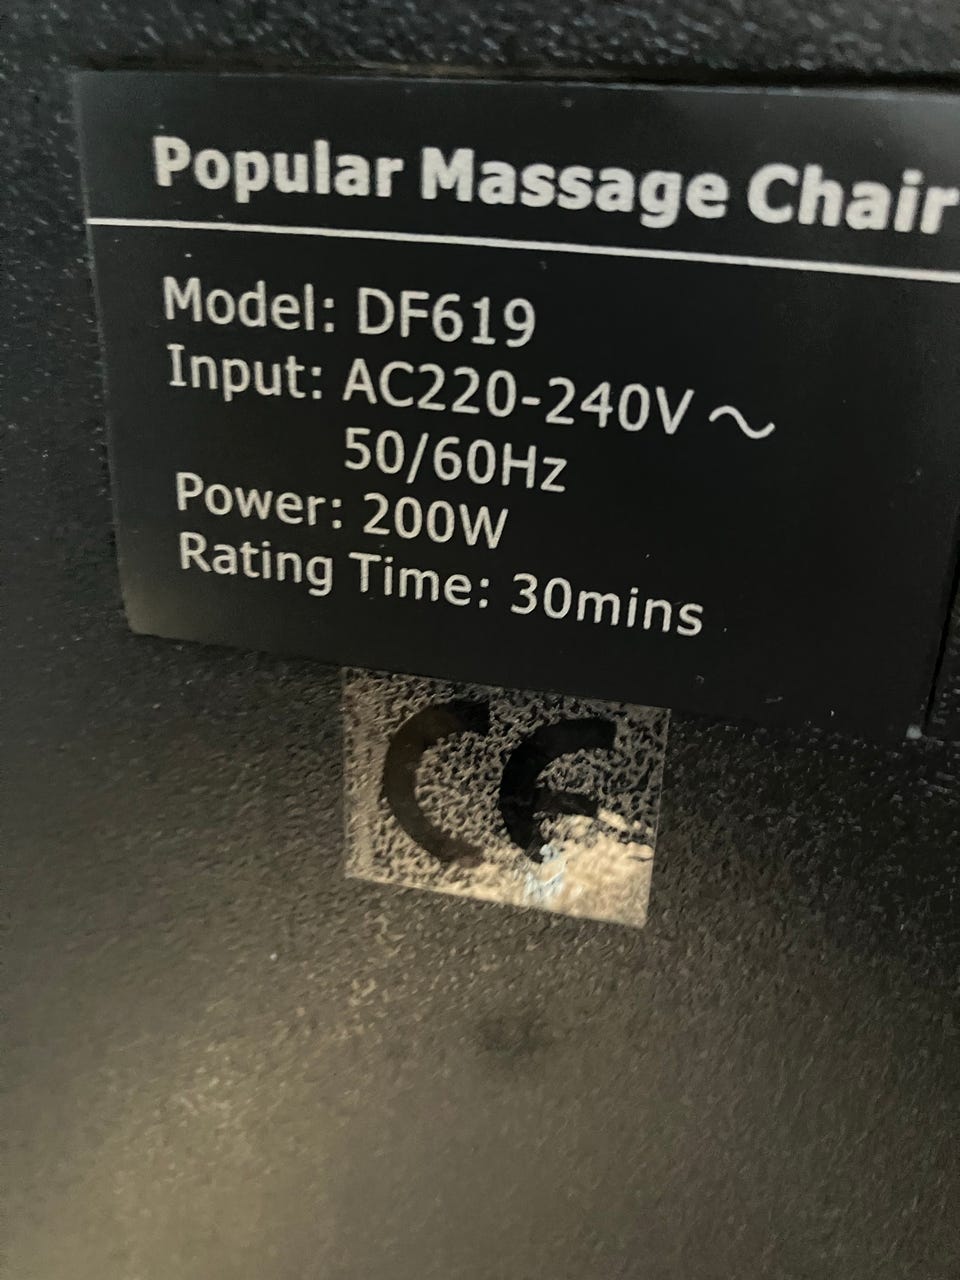 Popular Massage Chair
Model: DF619
Input: AC220-240V ~
50/60Hz
Power: 200W
Rating Time: 30mins
CE